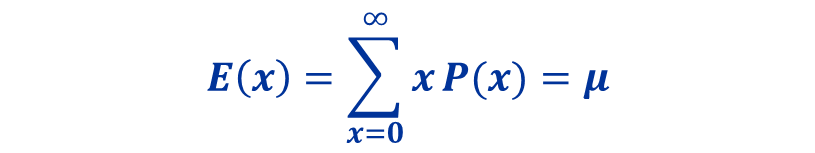 E(x) = ∑_{x=0}^{∞} x P(x) = μ